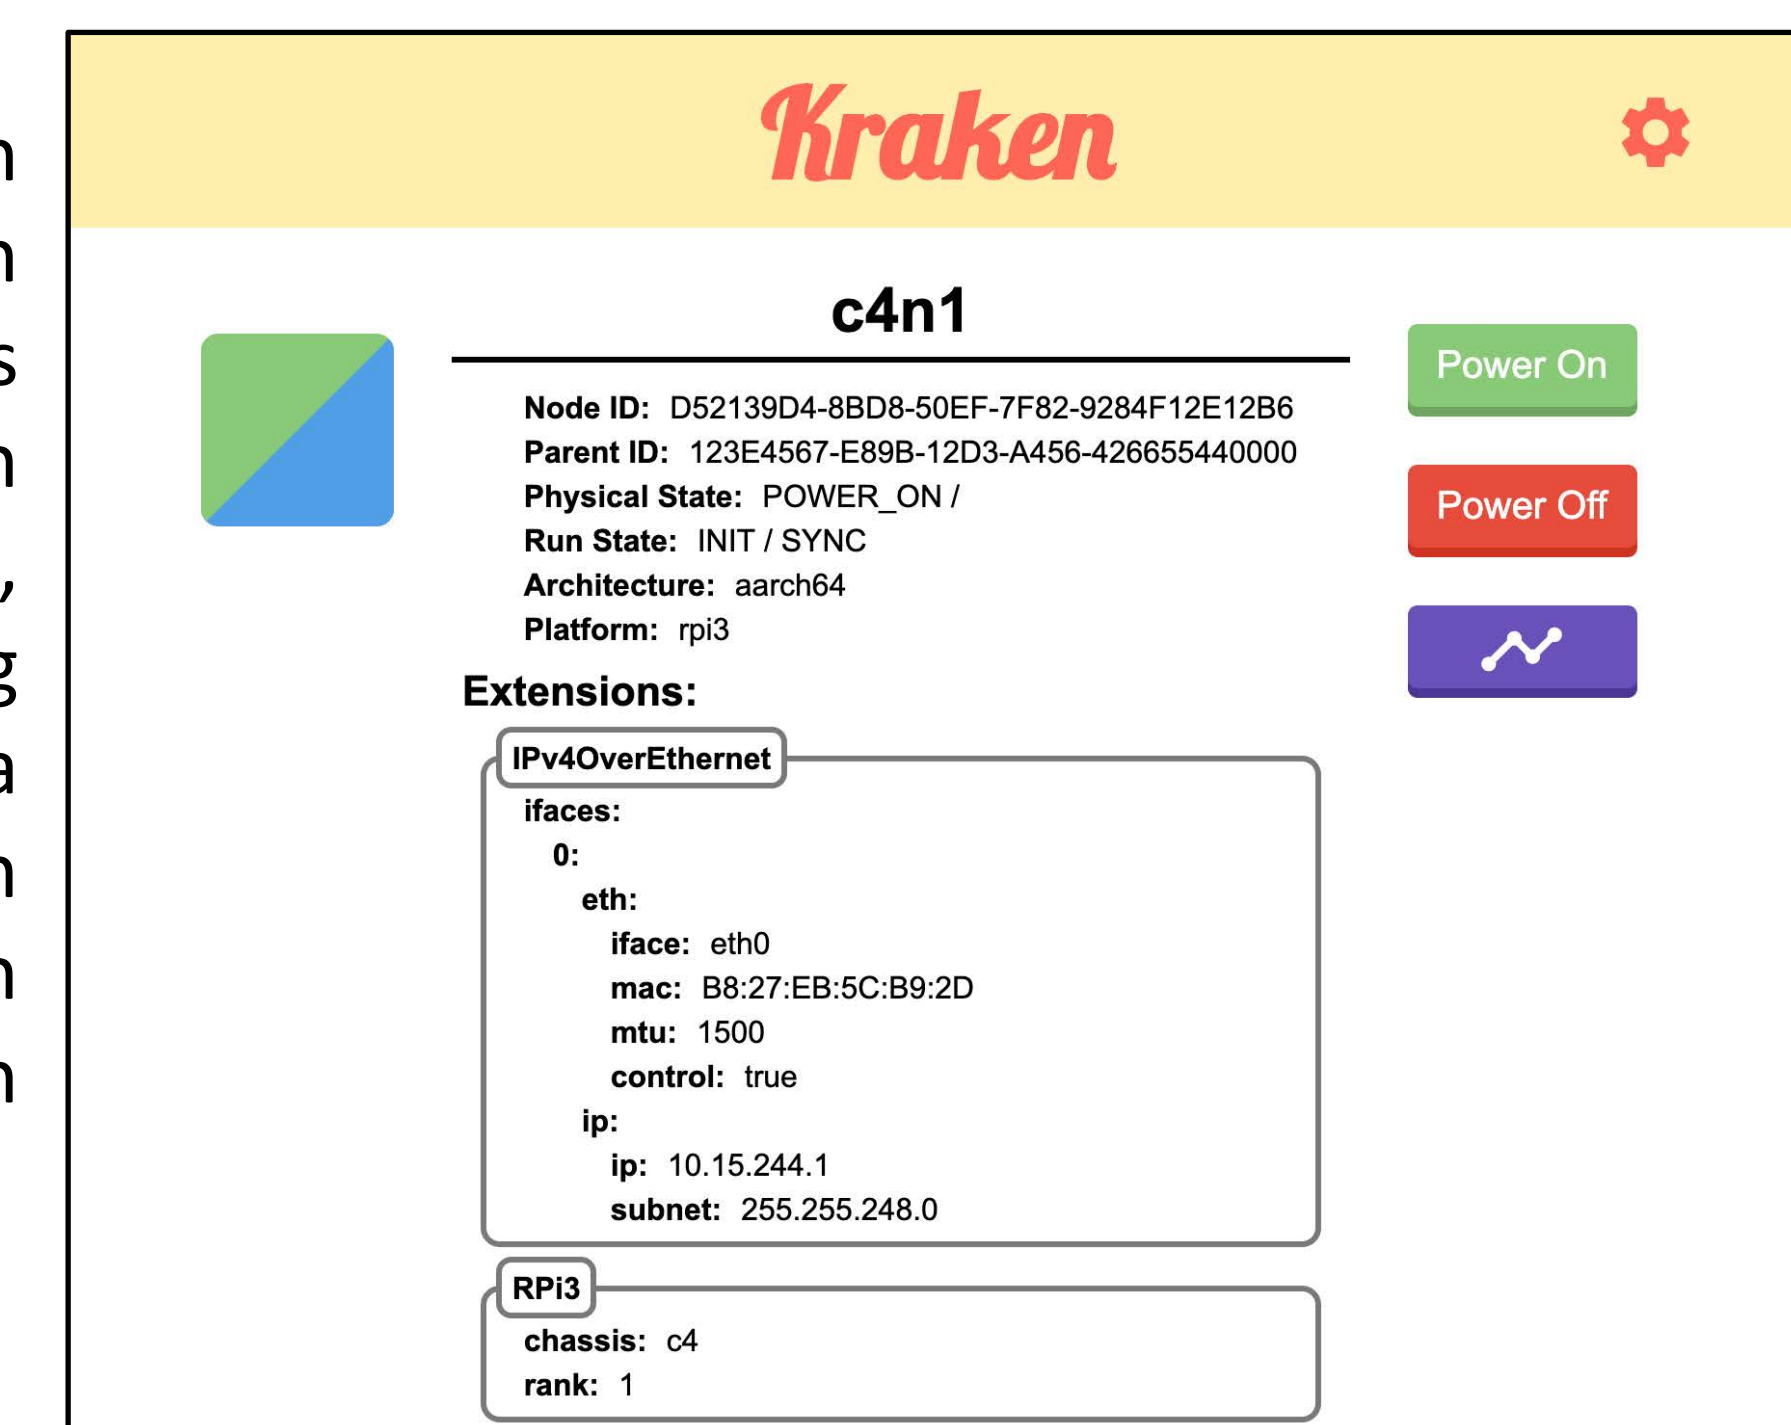 Kraken
c4n1
Node ID: D52139D4-8BD8-50EF-7F82-9284F12E12B6
Parent ID: 123E4567-E89B-12D3-A456-426655440000
Physical State: POWER_ON /
Run State: INIT / SYNC
Architecture: aarch64
Platform: rpi3
Power On
Power Off
Extensions:
IPv4OverEthernet
ifaces:
0:
eth:
iface: eth0
mac: B8:27:EB:5C:B9:2D
mtu: 1500
control: true
ip:
ip: 10.15.244.1
subnet: 255.255.248.0
RPi3
chassis: c4
rank: 1